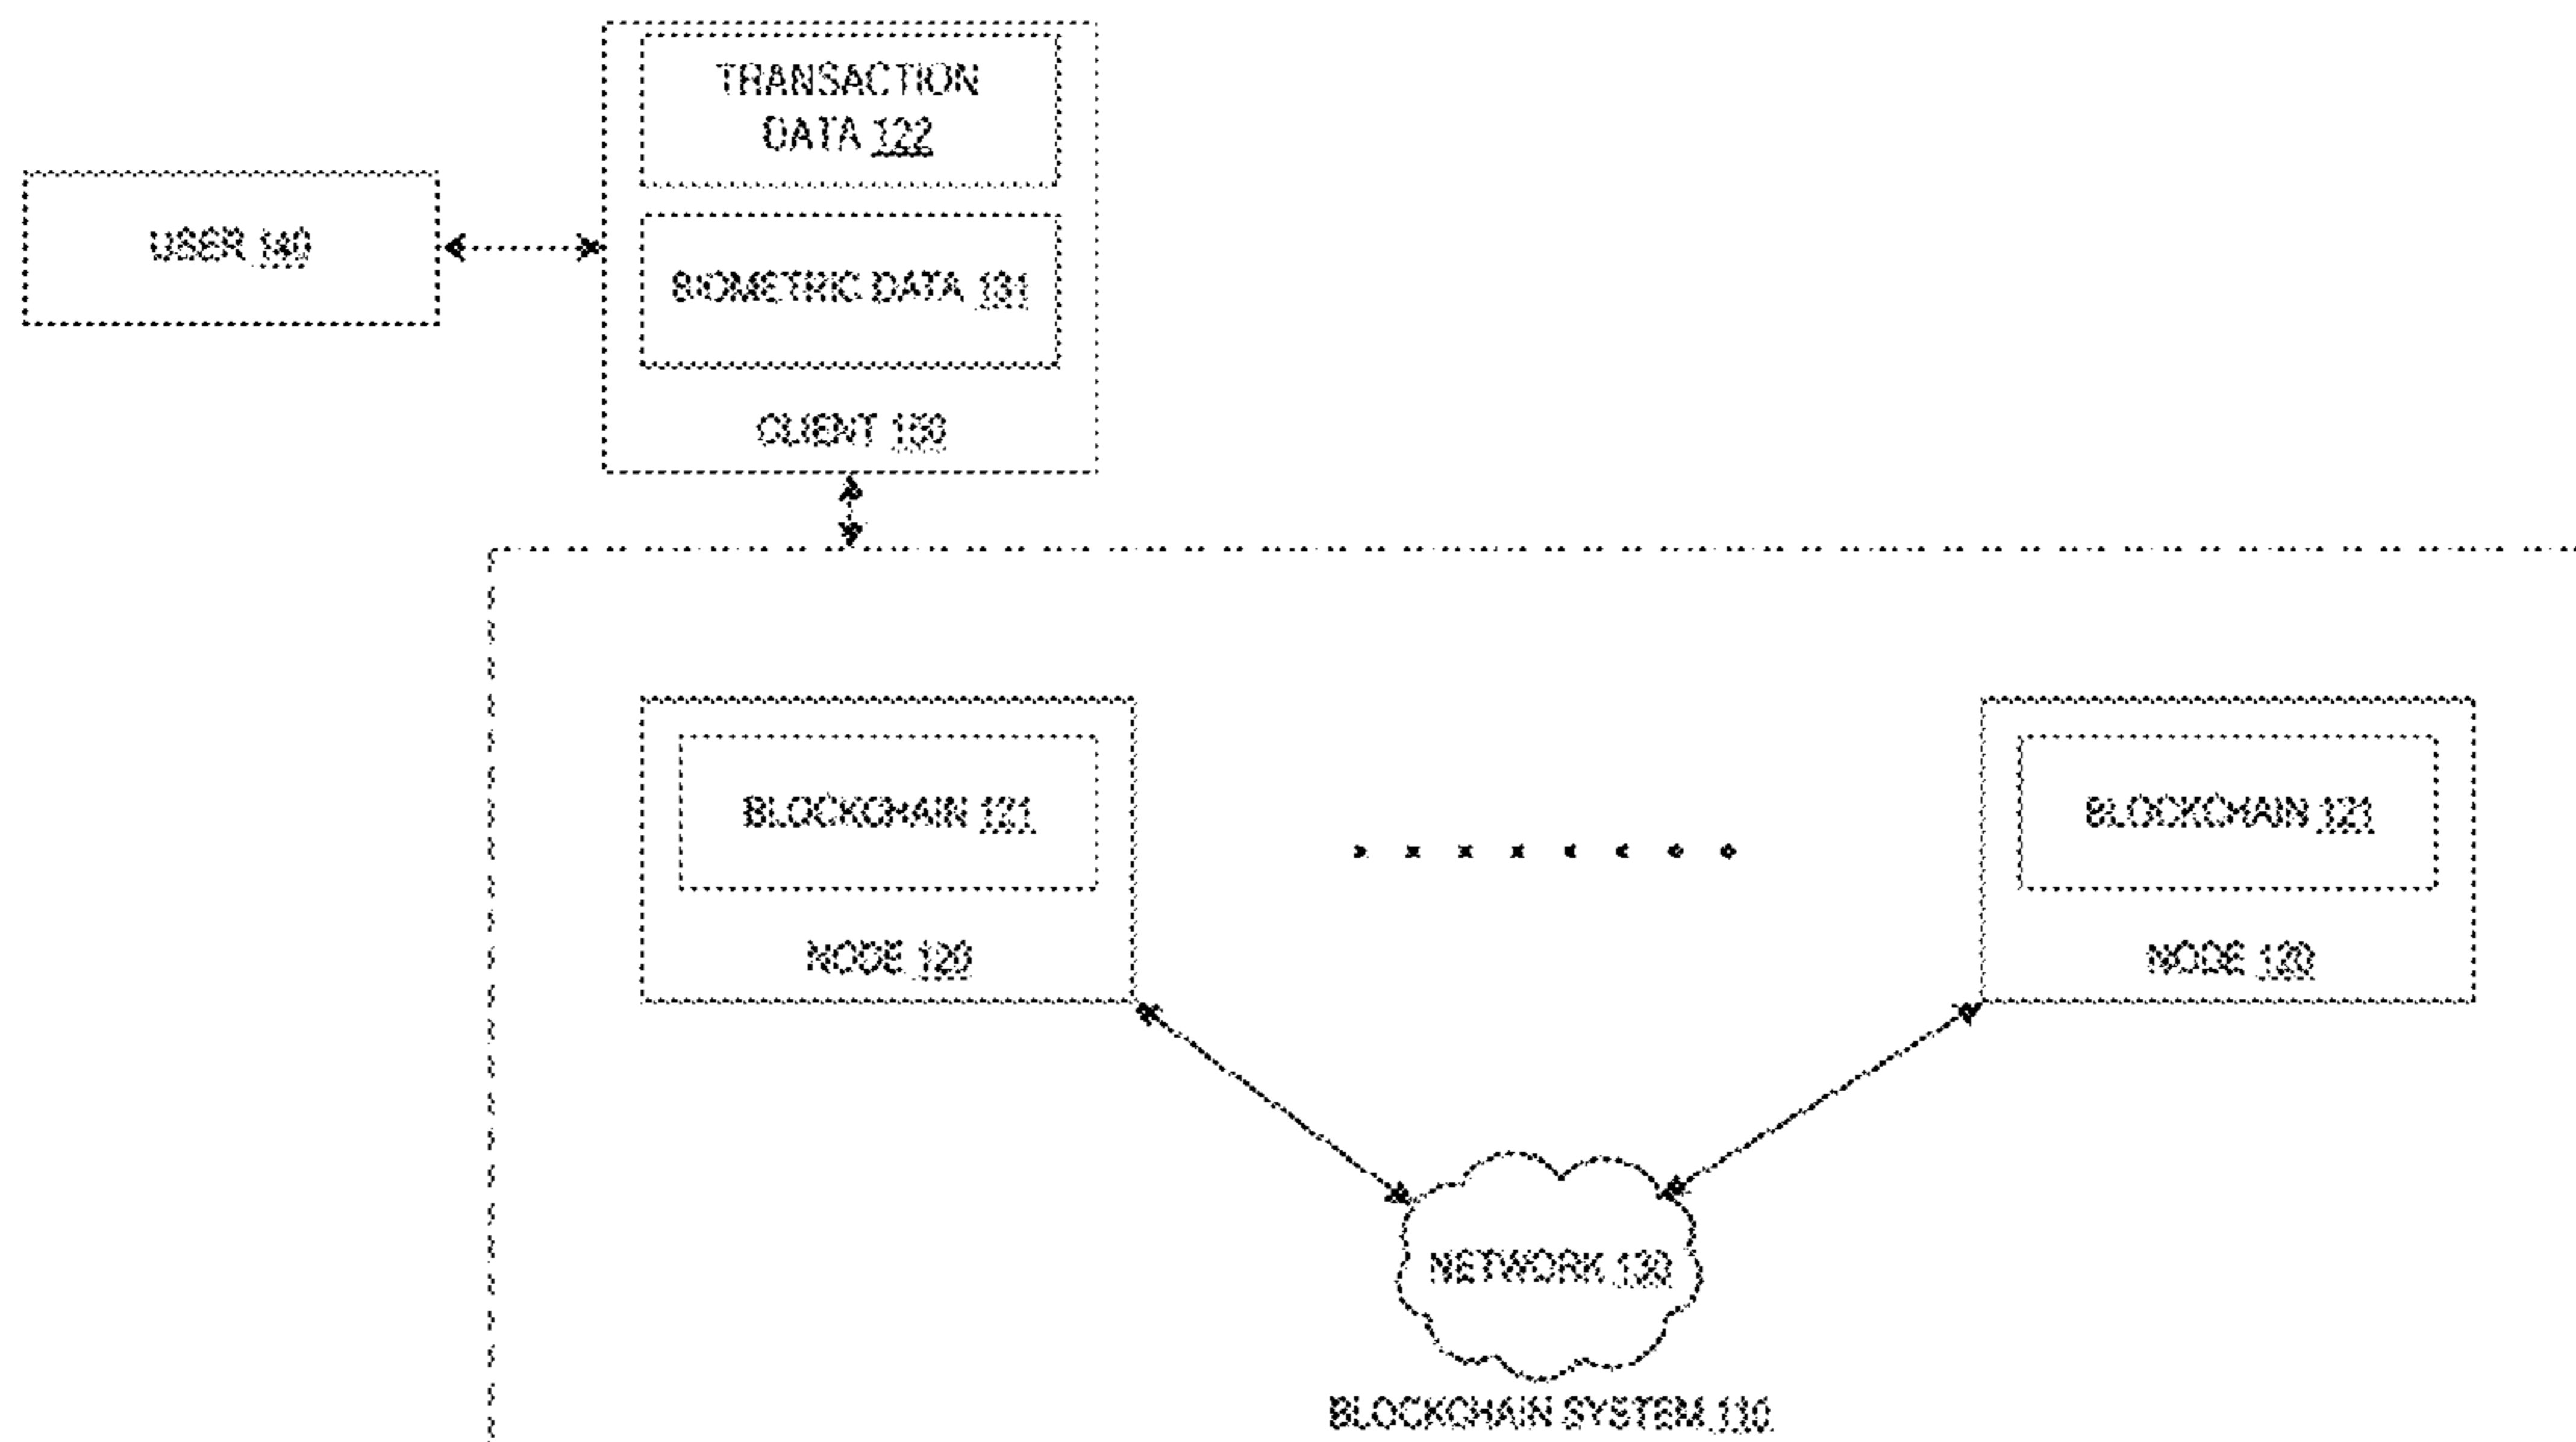 TRANSACTION
DATA 122
USER 140
BIOMETRIC DATA 131
CLIENT 150
BLOCKCHAIN 121
BLOCKCHAIN 121
NODE 120
NODE 120
NETWORK 130
BLOCKCHAIN SYSTEM 110